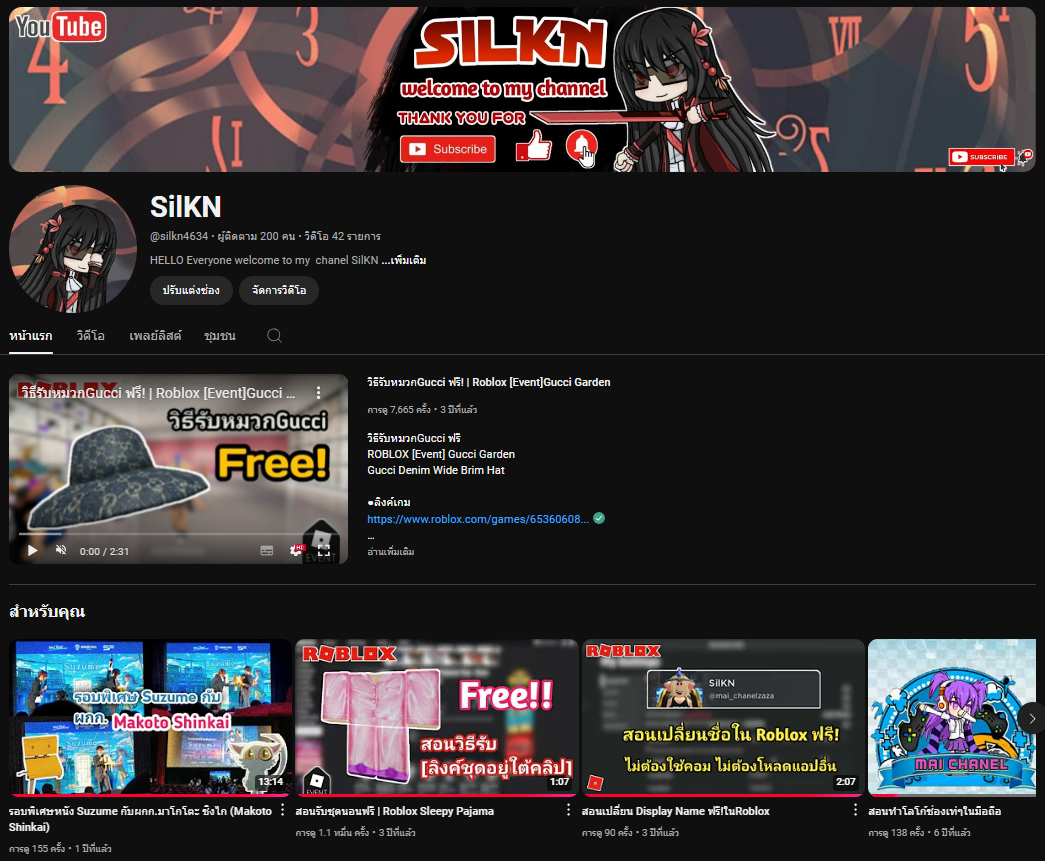 YouTube
SILKN
welcome to my channel
THANK YOU FOR
Subscribe
SUBSCRIBE
SilKN
@silkn4634 • ผู้ติดตาม 200 คน • วิดีโอ 42 รายการ
HELLO Everyone welcome to my chanel SilKN ...เพิ่มเติม
ปรับแต่งช่อง จัดการวิดีโอ
หน้าแรก วิดีโอ เพลย์ลิสต์ ชุมชน
วิธีรับหมวกGucci ฟรี! | Roblox [Event]Gucci ...
วิธีรับหมวกGucci
Free!
0:00 / 2:31
EVENT
วิธีรับหมวกGucci ฟรี! | Roblox [Event]Gucci Garden
การดู 7,665 ครั้ง • 3 ปีที่แล้ว
วิธีรับหมวกGucci ฟรี
ROBLOX [Event] Gucci Garden
Gucci Denim Wide Brim Hat
●ลิงค์เกม
https://www.roblox.com/games/65360608...
...
อ่านเพิ่มเติม
สำหรับคุณ
Suzume
รอบพิเศษ Suzume กับ
ผกก. Makoto Shinkai
13:14
รอบพิเศษหนัง Suzume กับผกก.มาโกโตะ ชิงไก (Makoto
Shinkai)
การดู 155 ครั้ง • 1 ปีที่แล้ว
ROBLOX
Free!!
สอนวิธีรับ
[ลิงค์ชุดอยู่ใต้คลิป]
EVENT
1:07
สอนรับชุดนอนฟรี | Roblox Sleepy Pajama
การดู 1.1 หมื่น ครั้ง • 3 ปีที่แล้ว
ROBLOX
SilKN
@mai_chanelzaza
สอนเปลี่ยนชื่อใน Roblox ฟรี!
ไม่ต้องใช้คอม ไม่ต้องโหลดแอปอื่น
2:07
สอนเปลี่ยน Display Name ฟรี!ในRoblox
การดู 90 ครั้ง • 3 ปีที่แล้ว
MAI CHANEL
สอนทำโลโก้ช่องเท่ๆในมือถือ
การดู 138 ครั้ง • 6 ปีที่แล้ว